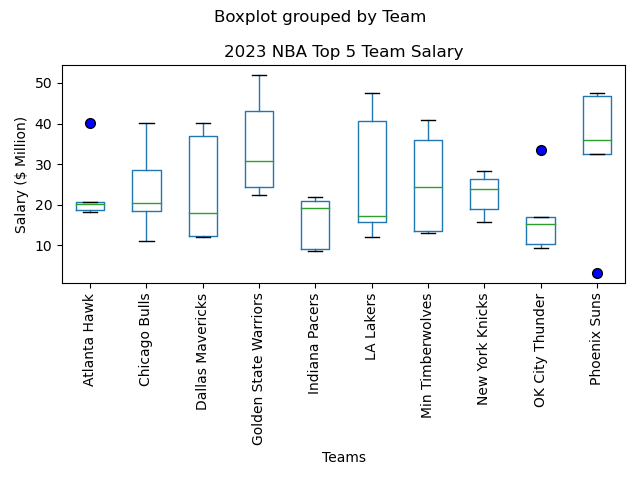 Boxplot grouped by Team
2023 NBA Top 5 Team Salary
Salary ($ Million)
50
40
30
20
10
Atlanta Hawk
Chicago Bulls
Dallas Mavericks
Golden State Warriors
Indiana Pacers
LA Lakers
Min Timberwolves
New York Knicks
OK City Thunder
Phoenix Suns
Teams